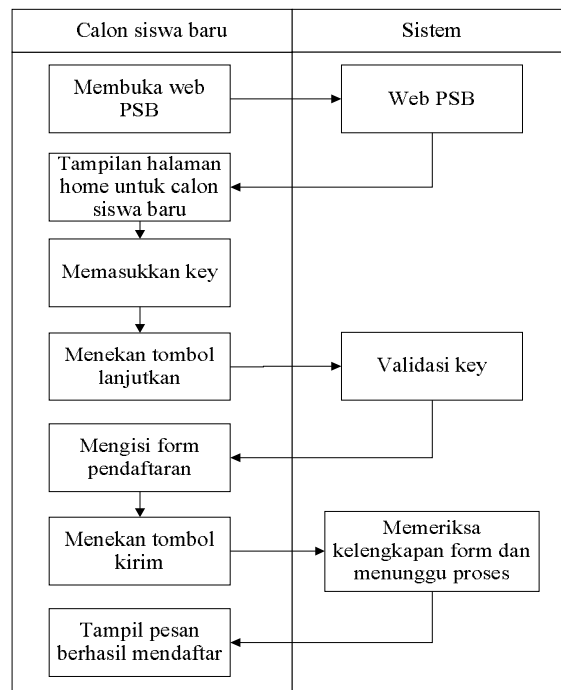 Calon siswa baru
Sistem
Membuka web
PSB
Web PSB
Tampilan halaman
home untuk calon
siswa baru
Memasukkan key
Menekan tombol
lanjutkan
Validasi key
Mengisi form
pendaftaran
Menekan tombol
kirim
Memeriksa
kelengkapan form dan
menunggu proses
Tampil pesan
berhasil mendaftar